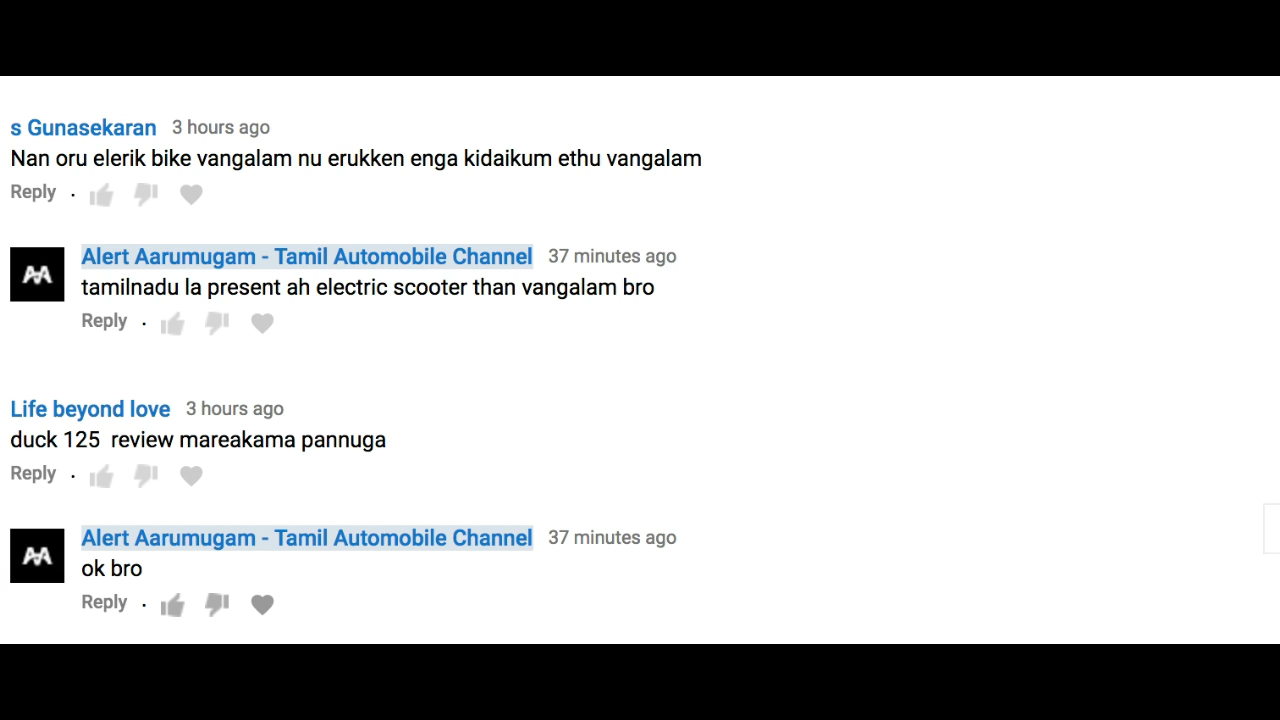 s Gunasekaran 3 hours ago
Nan oru elerik bike vangalam nu erukken enga kidaikum ethu vangalam
Reply .
Alert Aarumugam - Tamil Automobile Channel 37 minutes ago
tamilnadu la present ah electric scooter than vangalam bro
Reply .
Life beyond love 3 hours ago
duck 125 review mareakama pannuga
Reply .
Alert Aarumugam - Tamil Automobile Channel 37 minutes ago
ok bro
Reply .